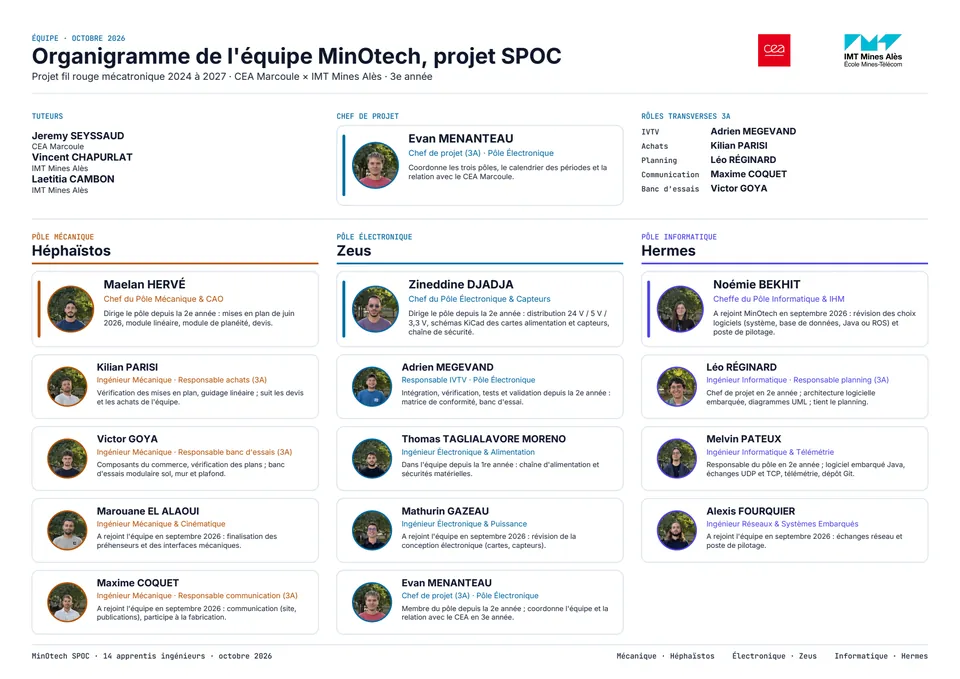 ÉQUIPE · OCTOBRE 2026
Organigramme de l'équipe MinOtech, projet SPOC
Projet fil rouge mécatronique 2024 à 2027 · CEA Marcoule × IMT Mines Alès · 3e année
cea
IMT Mines Alès
École Mines-Télécom
TUTEURS
Jeremy SEYSSAUD
CEA Marcoule
Vincent CHAPURLAT
IMT Mines Alès
Laetitia CAMBON
IMT Mines Alès
CHEF DE PROJET
Evan MENANTEAU
Chef de projet (3A) · Pôle Électronique
Coordonne les trois pôles, le calendrier des périodes et la
relation avec le CEA Marcoule.
RÔLES TRANSVERSES 3A
IVTV Adrien MEGEVAND
Achats Kilian PARISI
Planning Léo RÉGINARD
Communication Maxime COQUET
Banc d'essais Victor GOYA
PÔLE MÉCANIQUE
Héphaïstos
Maelan HERVÉ
Chef du Pôle Mécanique & CAO
Dirige le pôle depuis la 2e année : mises en plan de juin
2026, module linéaire, module de planéité, devis.
Kilian PARISI
Ingénieur Mécanique · Responsable achats (3A)
Vérification des mises en plan, guidage linéaire ; suit les devis
et les achats de l'équipe.
Victor GOYA
Ingénieur Mécanique · Responsable banc d'essais (3A)
Composants du commerce, vérification des plans ; banc
d'essais modulaire sol, mur et plafond.
Marouane EL ALAOUI
Ingénieur Mécanique & Cinématique
A rejoint l'équipe en septembre 2026 : finalisation des
préhenseurs et des interfaces mécaniques.
Maxime COQUET
Ingénieur Mécanique · Responsable communication (3A)
A rejoint l'équipe en septembre 2026 : communication (site,
publications), participe à la fabrication.
PÔLE ÉLECTRONIQUE
Zeus
Zineddine DJADJA
Chef du Pôle Électronique & Capteurs
Dirige le pôle depuis la 2e année : distribution 24 V / 5 V /
3,3 V, schémas KiCad des cartes alimentation et capteurs,
chaîne de sécurité.
Adrien MEGEVAND
Responsable IVTV · Pôle Électronique
Intégration, vérification, tests et validation depuis la 2e année :
matrice de conformité, banc d'essai.
Thomas TAGLIALAVORE MORENO
Ingénieur Électronique & Alimentation
Dans l'équipe depuis la 1re année : chaîne d'alimentation et
sécurités matérielles.
Mathurin GAZEAU
Ingénieur Électronique & Puissance
A rejoint l'équipe en septembre 2026 : révision de la
conception électronique (cartes, capteurs).
Evan MENANTEAU
Chef de projet (3A) · Pôle Électronique
Membre du pôle depuis la 2e année ; coordonne l'équipe et la
relation avec le CEA en 3e année.
PÔLE INFORMATIQUE
Hermes
Noémie BEKHIT
Cheffe du Pôle Informatique & IHM
A rejoint MinOtech en septembre 2026 : révision des choix
logiciels (système, base de données, Java ou ROS) et
poste de pilotage.
Léo RÉGINARD
Ingénieur Informatique · Responsable planning (3A)
Chef de projet en 2e année ; architecture logicielle
embarquée, diagrammes UML ; tient le planning.
Melvin PATEUX
Ingénieur Informatique & Télémétrie
Responsable du pôle en 2e année ; logiciel embarqué Java,
échanges UDP et TCP, télémétrie, dépôt Git.
Alexis FOURQUIER
Ingénieur Réseaux & Systèmes Embarqués
A rejoint l'équipe en septembre 2026 : échanges réseau et
poste de pilotage.
MinOtech SPOC · 14 apprentis ingénieurs · octobre 2026
Mécanique · Héphaïstos Électronique · Zeus Informatique · Hermes